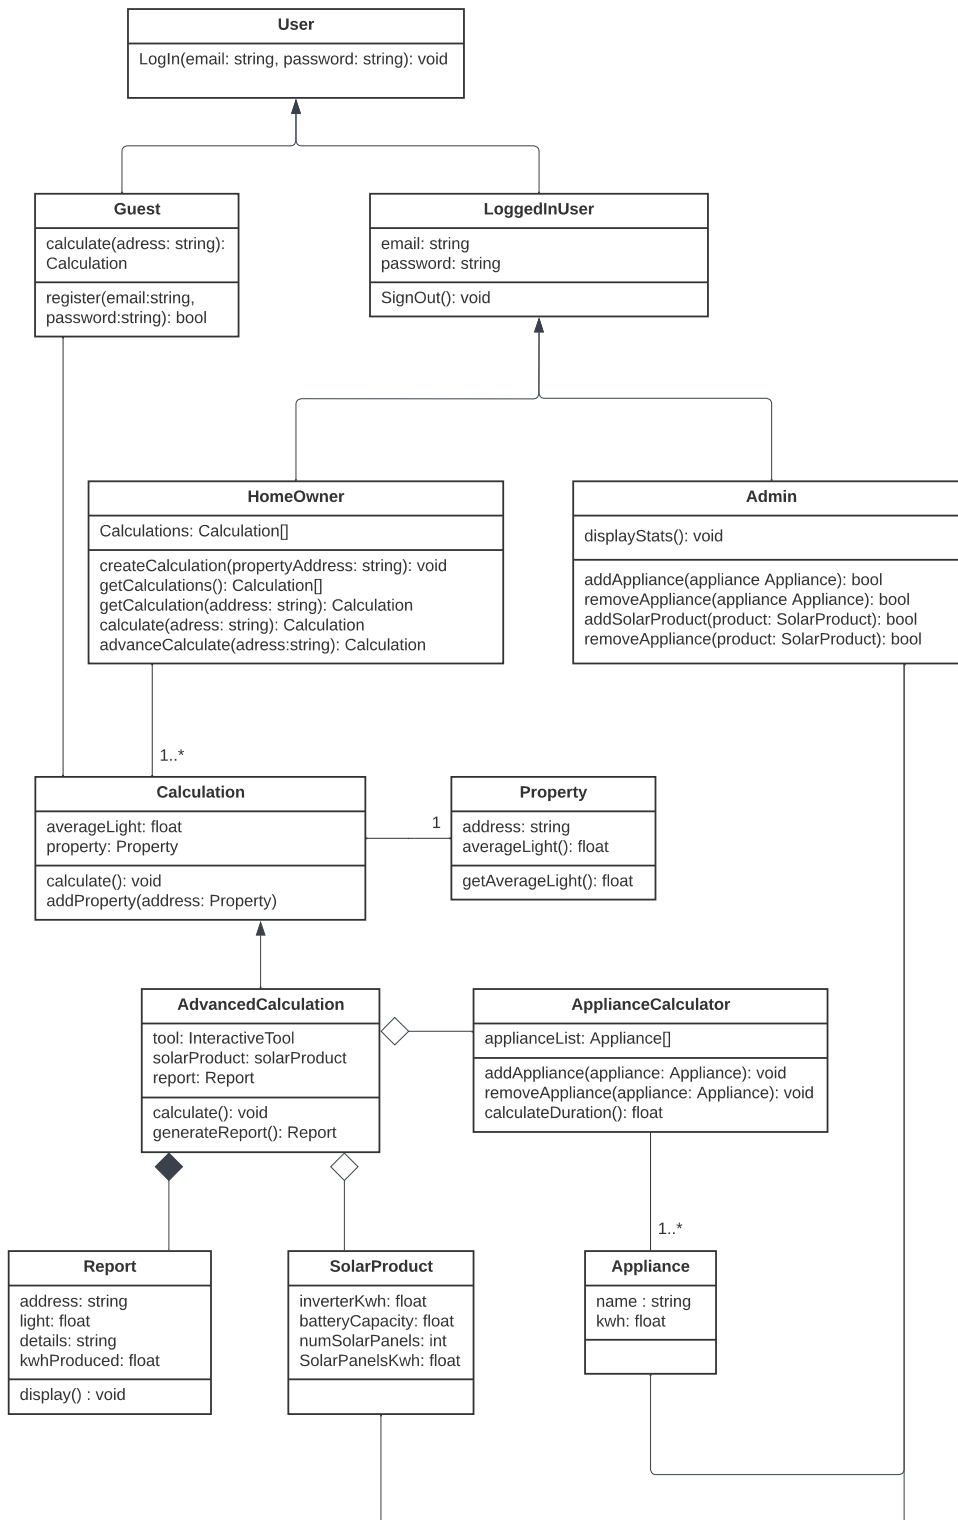 User
LogIn(email: string, password: string): void
Guest
calculate(adress: string):
Calculation
register(email:string,
password:string): bool
LoggedInUser
email: string
password: string
SignOut(): void
HomeOwner
Calculations: Calculation[]
createCalculation(propertyAddress: string): void
getCalculations(): Calculation[]
getCalculation(address: string): Calculation
calculate(adress: string): Calculation
advanceCalculate(adress:string): Calculation
Admin
displayStats(): void
addAppliance(appliance Appliance): bool
removeAppliance(appliance Appliance): bool
addSolarProduct(product: SolarProduct): bool
removeAppliance(product: SolarProduct): bool
1..*
Calculation
averageLight: float
property: Property
calculate(): void
addProperty(address: Property)
1
Property
address: string
averageLight(): float
getAverageLight(): float
AdvancedCalculation
tool: InteractiveTool
solarProduct: solarProduct
report: Report
calculate(): void
generateReport(): Report
ApplianceCalculator
applianceList: Appliance[]
addAppliance(appliance: Appliance): void
removeAppliance(appliance: Appliance): void
calculateDuration(): float
1..*
Report
address: string
light: float
details: string
kwhProduced: float
display() : void
SolarProduct
inverterKwh: float
batteryCapacity: float
numSolarPanels: int
SolarPanelsKwh: float
Appliance
name : string
kwh: float